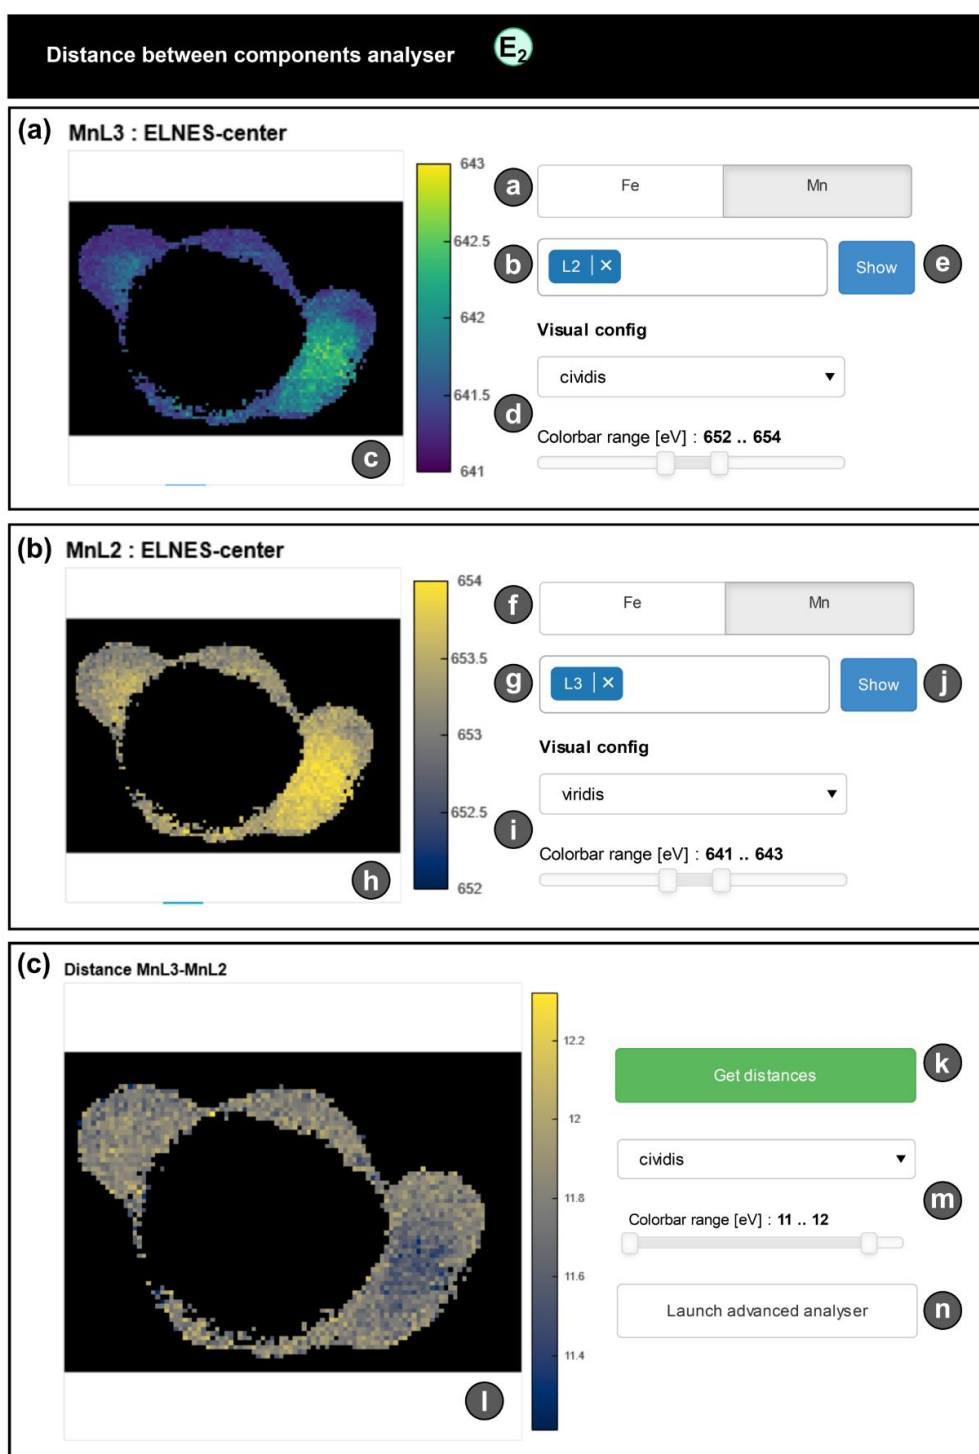 Distance between components analyser E2
(a) MnL3 : ELNES-center
643
642.5
642
641.5
641
c
a Fe Mn
b L2 | × Show e
Visual config
cividis
d
Colorbar range [eV] : 652 .. 654
(b) MnL2 : ELNES-center
654
653.5
653
652.5
652
h
f Fe Mn
g L3 | × Show j
Visual config
viridis
i
Colorbar range [eV] : 641 .. 643
(c) Distance MnL3-MnL2
12.2
12
11.8
11.6
11.4
l
Get distances k
cividis
m
Colorbar range [eV] : 11 .. 12
Launch advanced analyser n